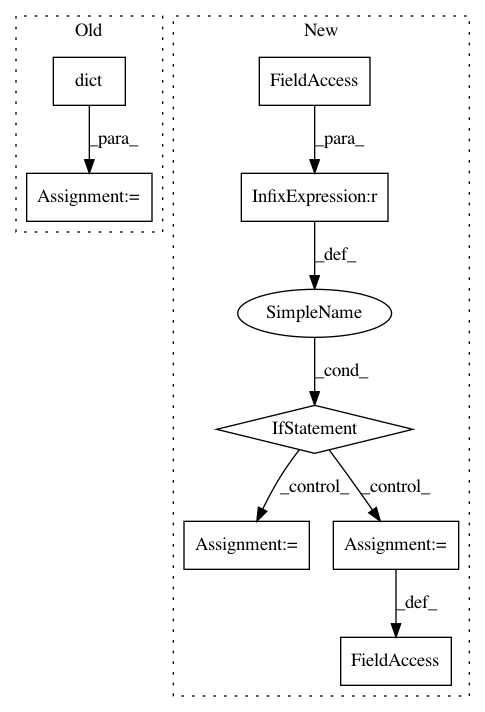 Old
New
dict
FieldAccess
_para_
_para_
Assignment:=
InfixExpression:r
_def_
SimpleName
_cond_
IfStatement
_control_
_control_
Assignment:=
Assignment:=
_def_
FieldAccess